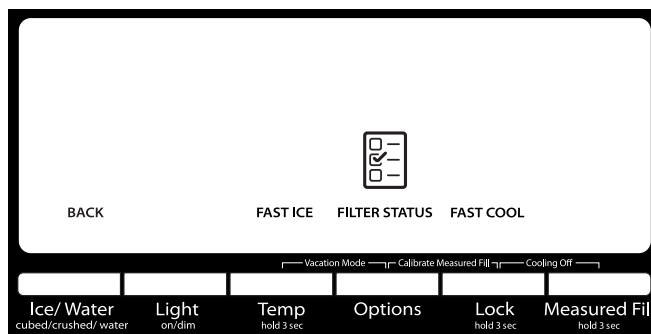 BACK FAST ICE FILTER STATUS FAST COOL
Vacation Mode Calibrate Measured Fill Cooling Off
Ice/ Water Light Temp Options Lock Measured Fil
cubed/crushed/ water on/dim hold 3 sec hold 3 sec hold 3 sec